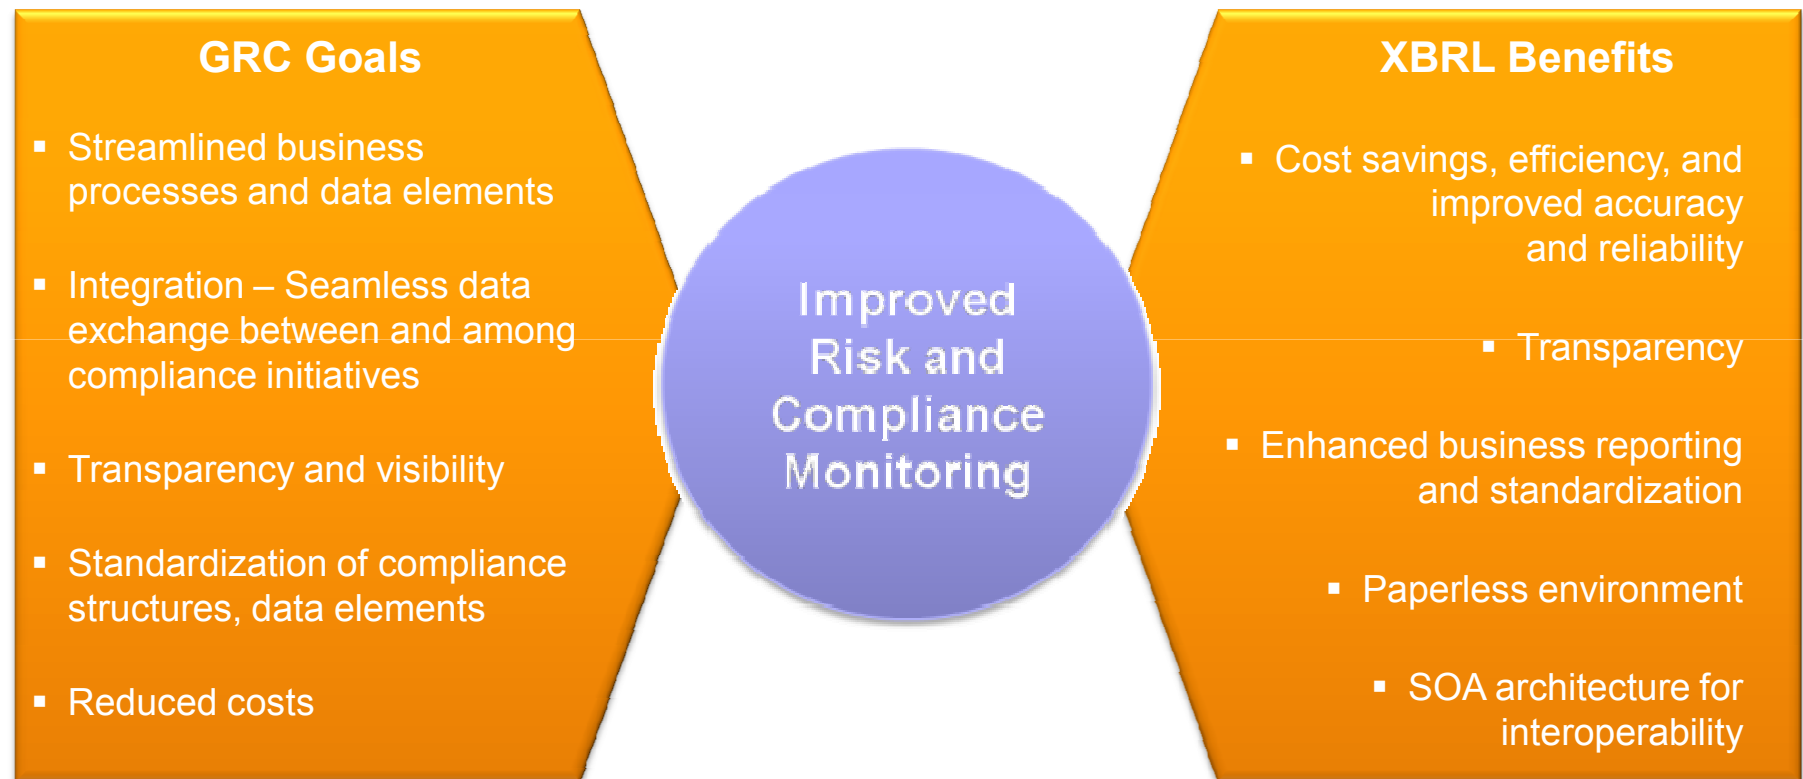 GRC Goals
▪ Streamlined business
processes and data elements
▪ Integration – Seamless data
exchange between and among
compliance initiatives
▪ Transparency and visibility
▪ Standardization of compliance
structures, data elements
▪ Reduced costs
Improved
Risk and
Compliance
Monitoring
XBRL Benefits
▪ Cost savings, efficiency, and
improved accuracy
and reliability
▪ Transparency
▪ Enhanced business reporting
and standardization
▪ Paperless environment
▪ SOA architecture for
interoperability